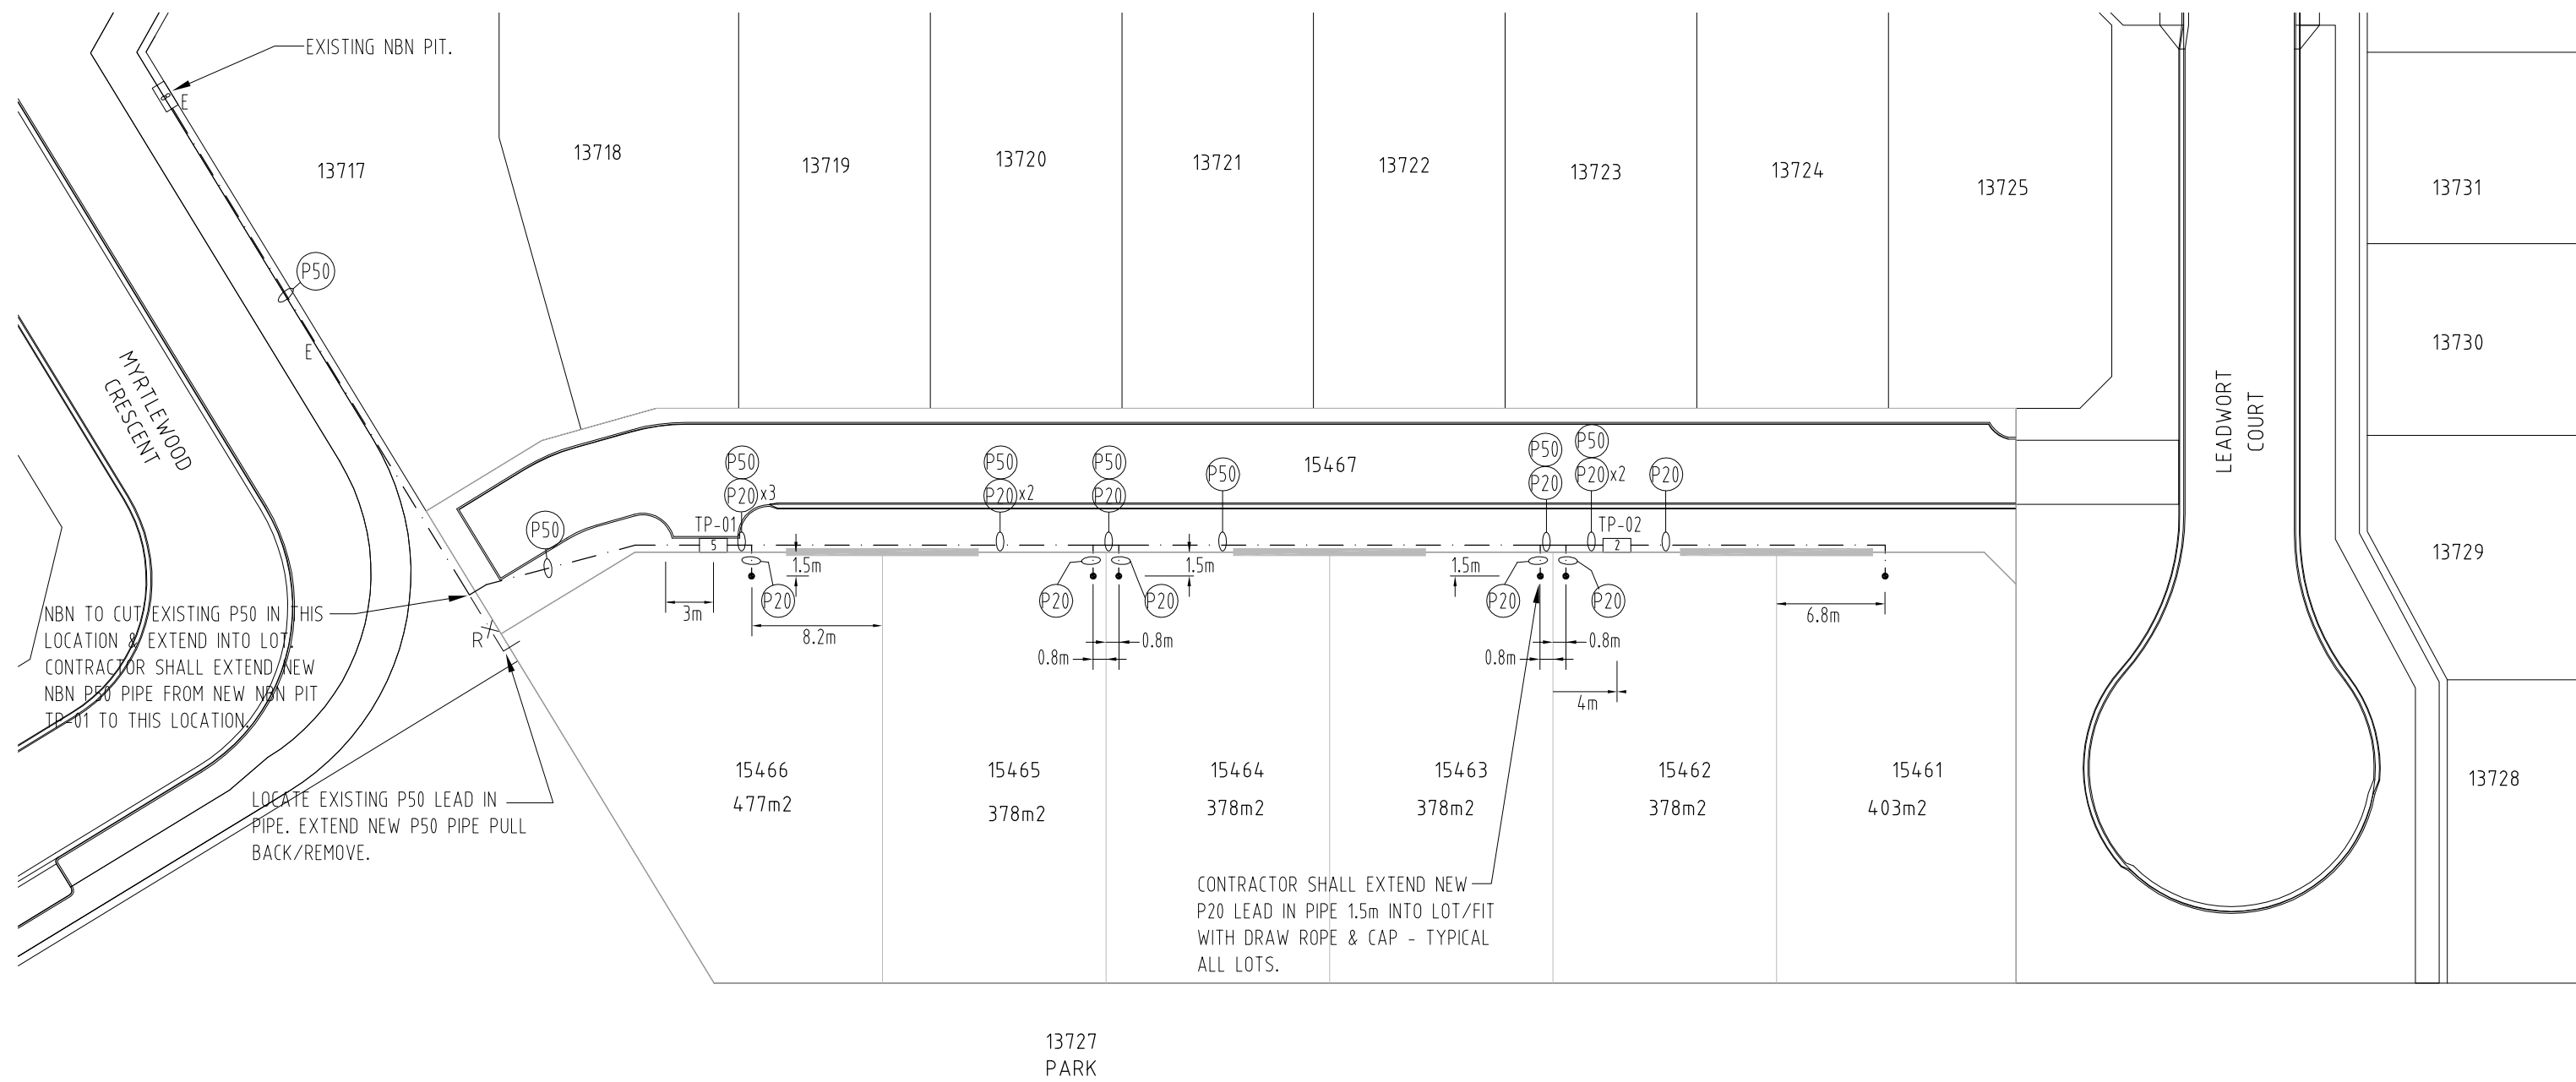 EXISTING NBN PIT.
E
13717
13718
13719
13720
13721
13722
13723
13724
13725
13731
13730
13729
13728
P50
E
MYRTLEWOOD
CRESCENT
LEADWORT
COURT
15467
P50
P50
P20 x3
P50
P20 x2
P50
P20
P50
P50
P20
P50
P20 x2
P20
TP-01
5
TP-02
2
1.5m
1.5m
1.5m
P20
P20
P20
P20
P20
3m
8.2m
0.8m
0.8m
0.8m
0.8m
4m
6.8m
NBN TO CUT EXISTING P50 IN THIS
LOCATION & EXTEND INTO LOT.
CONTRACTOR SHALL EXTEND NEW
NBN P50 PIPE FROM NEW NBN PIT
TP-01 TO THIS LOCATION.
R
15466
477m2
15465
378m2
15464
378m2
15463
378m2
15462
378m2
15461
403m2
LOCATE EXISTING P50 LEAD IN
PIPE. EXTEND NEW P50 PIPE PULL
BACK/REMOVE.
CONTRACTOR SHALL EXTEND NEW
P20 LEAD IN PIPE 1.5m INTO LOT/FIT
WITH DRAW ROPE & CAP - TYPICAL
ALL LOTS.
13727
PARK